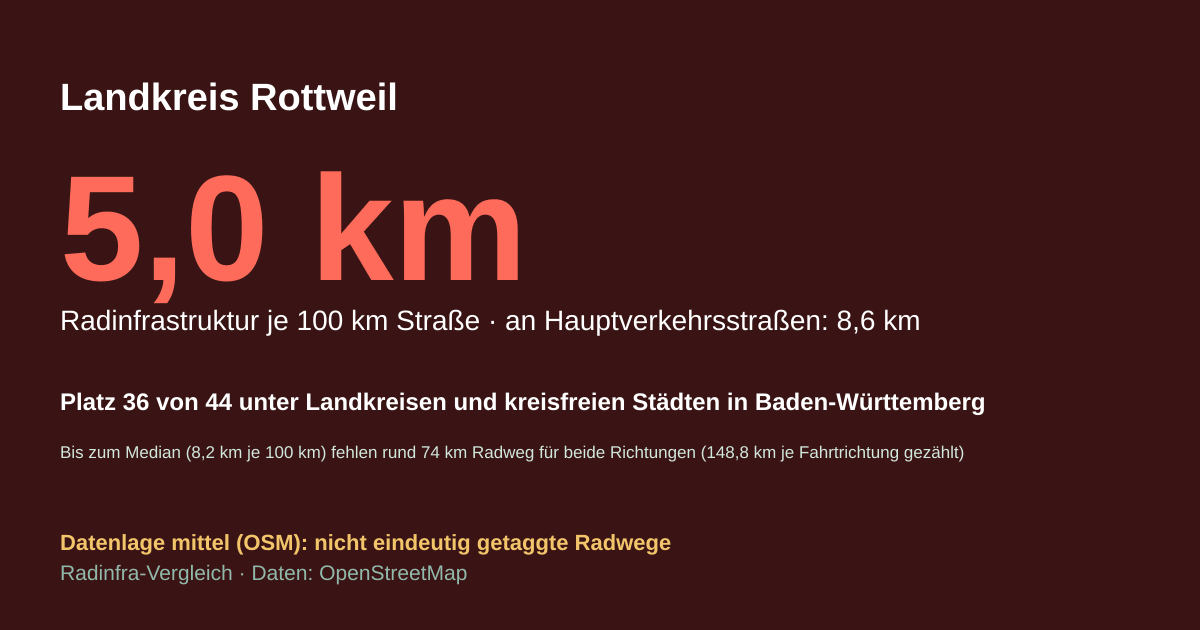 Landkreis Rottweil
5,0 km
Radinfrastruktur je 100 km Straße · an Hauptverkehrsstraßen: 8,6 km
Platz 36 von 44 unter Landkreisen und kreisfreien Städten in Baden-Württemberg
Bis zum Median (8,2 km je 100 km) fehlen rund 74 km Radweg für beide Richtungen (148,8 km je Fahrtrichtung gezählt)
Datenlage mittel (OSM): nicht eindeutig getaggte Radwege
Radinfra-Vergleich · Daten: OpenStreetMap